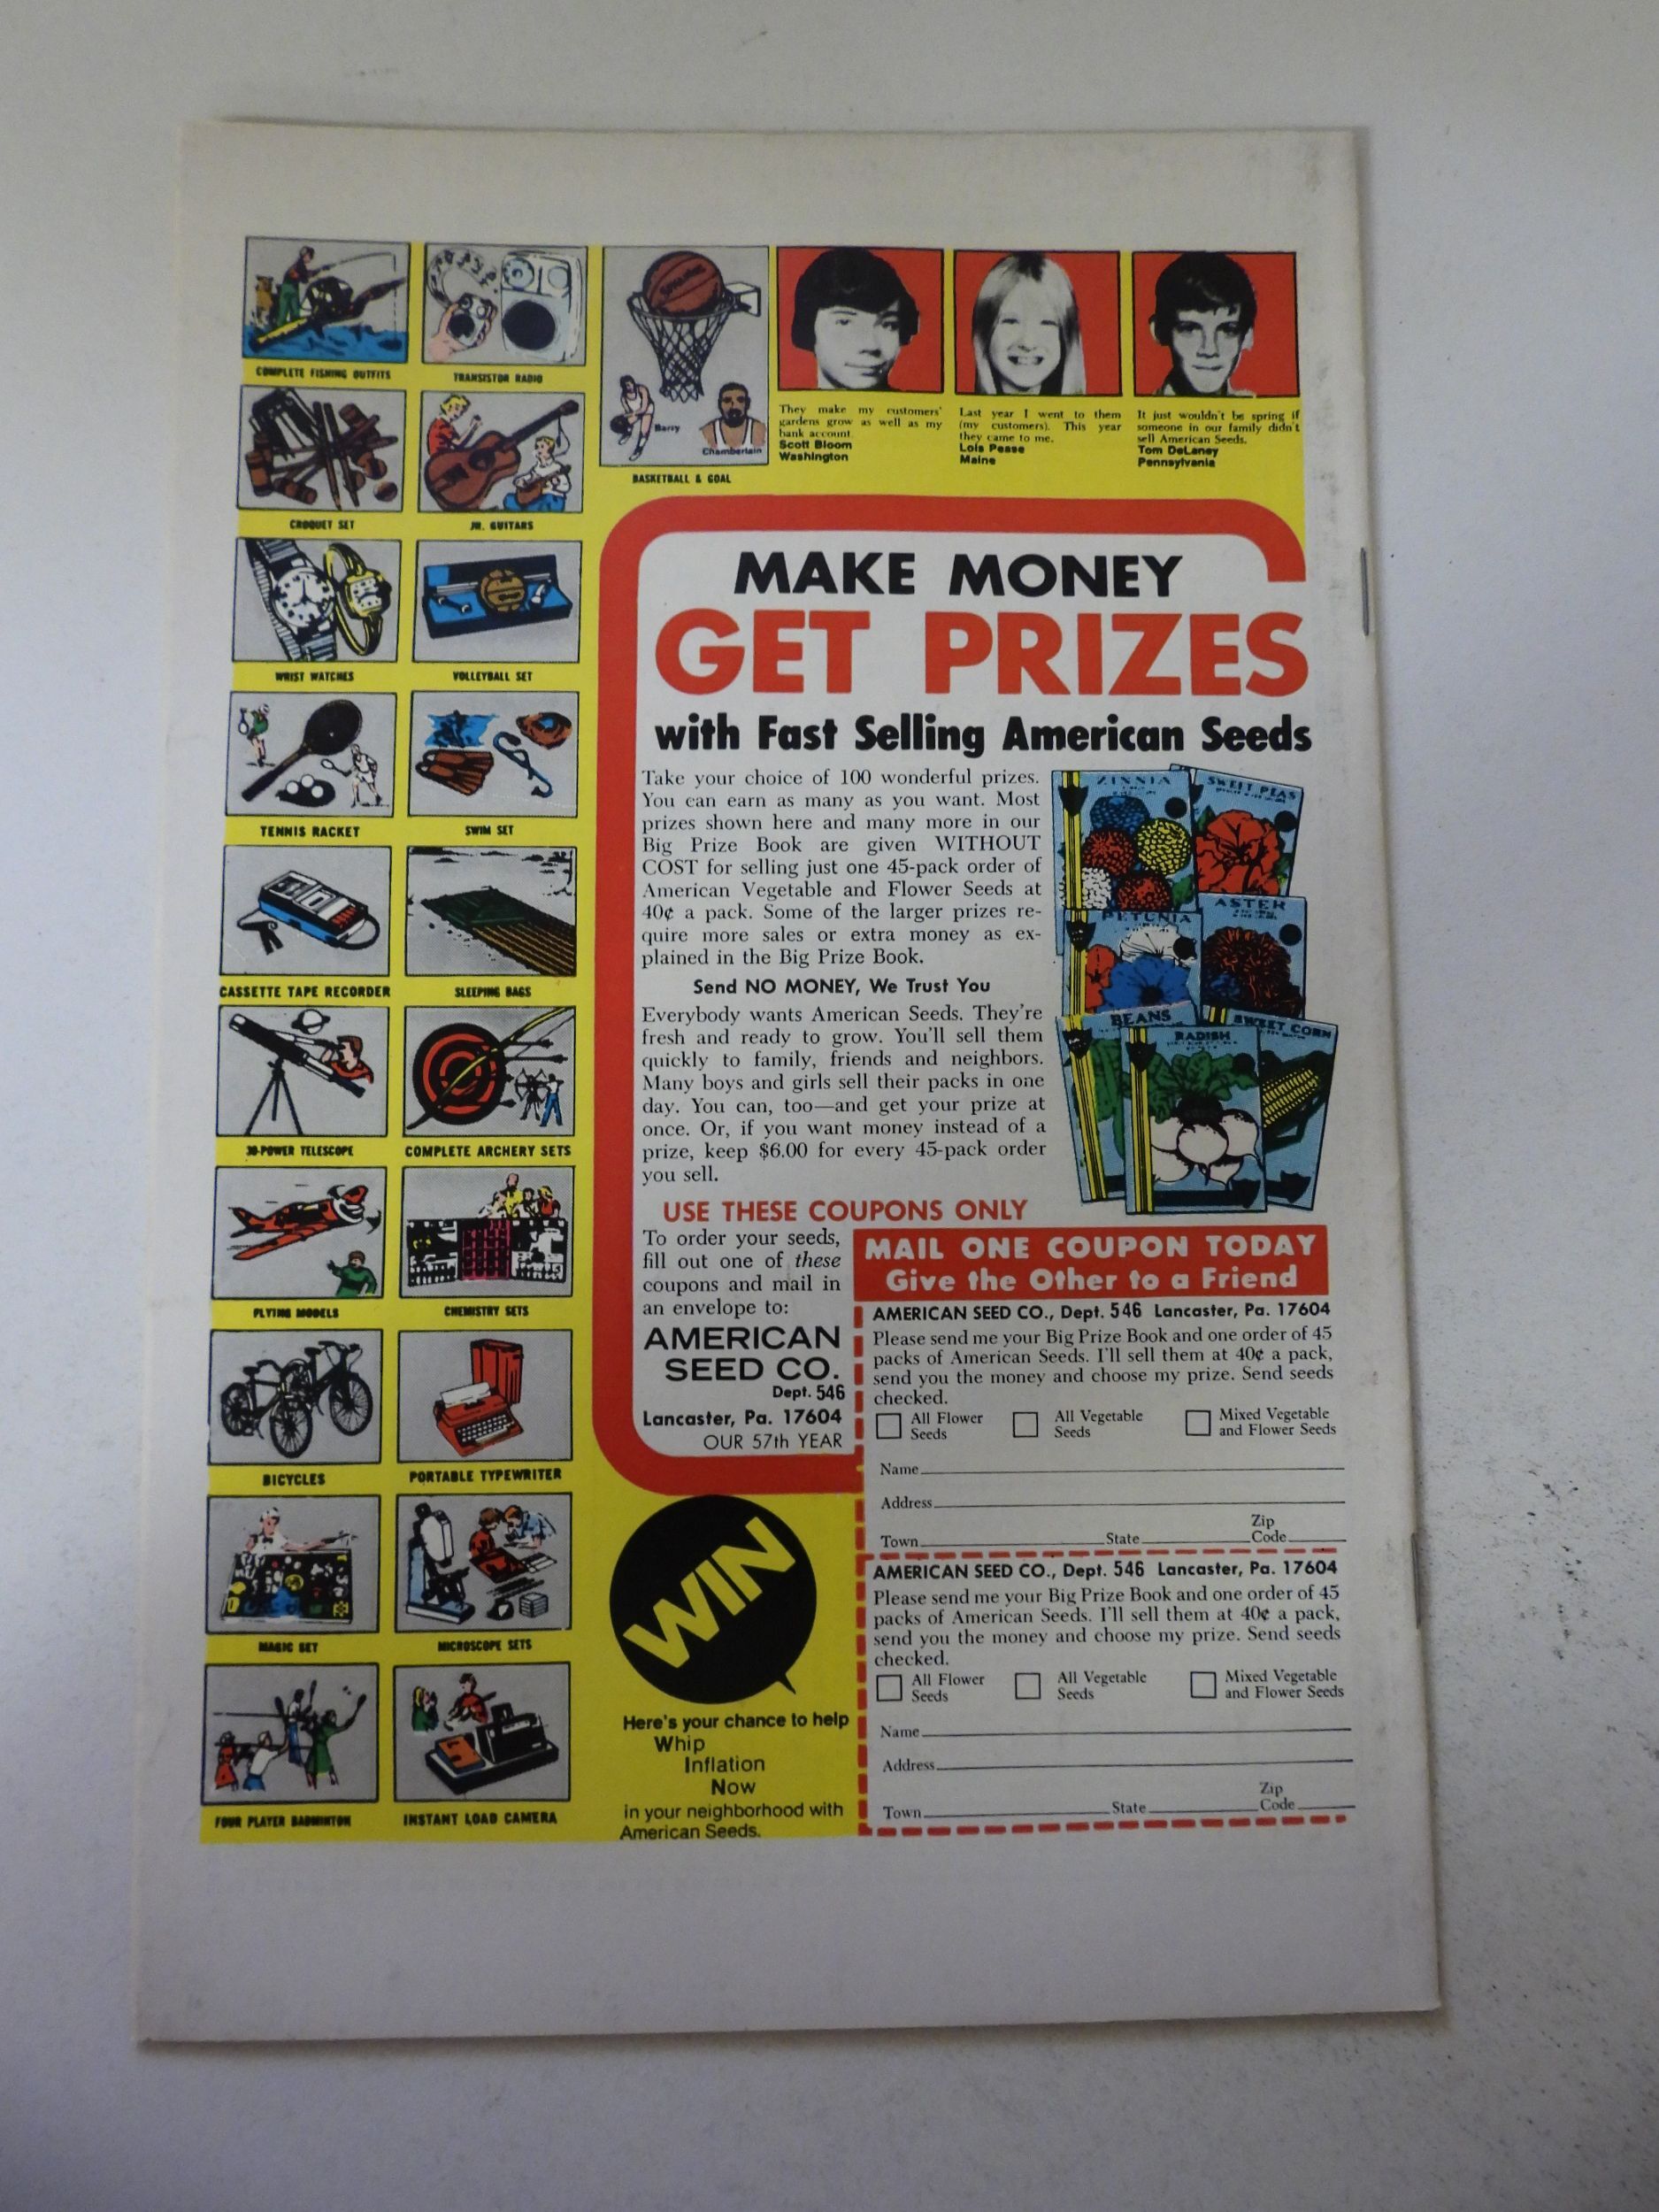 COMPLETE FISHING OUTFITS
TRANSISTOR RADIO
CROQUET SET
JR. GUITARS
WRIST WATCHES
VOLLEYBALL SET
TENNIS RACKET
SWIM SET
CASSETTE TAPE RECORDER
SLEEPING BAGS
30-POWER TELESCOPE
COMPLETE ARCHERY SETS
FLYING MODELS
CHEMISTRY SETS
BICYCLES
PORTABLE TYPEWRITER
MAGIC SET
MICROSCOPE SETS
FOUR PLAYER BADMINTON
INSTANT LOAD CAMERA
Barry
Chamberlain
BASKETBALL & GOAL
They make my customers'
gardens grow as well as my
bank account.
Scott Bloom
Washington
Last year I went to them
(my customers). This year
they came to me.
Lois Pease
Maine
It just wouldn't be spring if
someone in our family didn't
sell American Seeds.
Tom DeLaney
Pennsylvania
MAKE MONEY
GET PRIZES
with Fast Selling American Seeds
Take your choice of 100 wonderful prizes.
You can earn as many as you want. Most
prizes shown here and many more in our
Big Prize Book are given WITHOUT
COST for selling just one 45-pack order of
American Vegetable and Flower Seeds at
40¢ a pack. Some of the larger prizes re-
quire more sales or extra money as ex-
plained in the Big Prize Book.
Send NO MONEY, We Trust You
Everybody wants American Seeds. They're
fresh and ready to grow. You'll sell them
quickly to family, friends and neighbors.
Many boys and girls sell their packs in one
day. You can, too—and get your prize at
once. Or, if you want money instead of a
prize, keep $6.00 for every 45-pack order
you sell.
ZINNIA
SWEET PEAS
PETUNIA
ASTER
BEANS
RADISH
SWEET CORN
USE THESE COUPONS ONLY
To order your seeds,
fill out one of these
coupons and mail in
an envelope to:
AMERICAN
SEED CO.
Dept. 546
Lancaster, Pa. 17604
OUR 57th YEAR
MAIL ONE COUPON TODAY
Give the Other to a Friend
AMERICAN SEED CO., Dept. 546 Lancaster, Pa. 17604
Please send me your Big Prize Book and one order of 45
packs of American Seeds. I'll sell them at 40¢ a pack,
send you the money and choose my prize. Send seeds
checked.
All Flower Seeds
All Vegetable Seeds
Mixed Vegetable and Flower Seeds
Name
Address
Town State Zip Code
AMERICAN SEED CO., Dept. 546 Lancaster, Pa. 17604
Please send me your Big Prize Book and one order of 45
packs of American Seeds. I'll sell them at 40¢ a pack,
send you the money and choose my prize. Send seeds
checked.
All Flower Seeds
All Vegetable Seeds
Mixed Vegetable and Flower Seeds
Name
Address
Town State Zip Code
WIN
Here's your chance to help
Whip
Inflation
Now
in your neighborhood with
American Seeds.